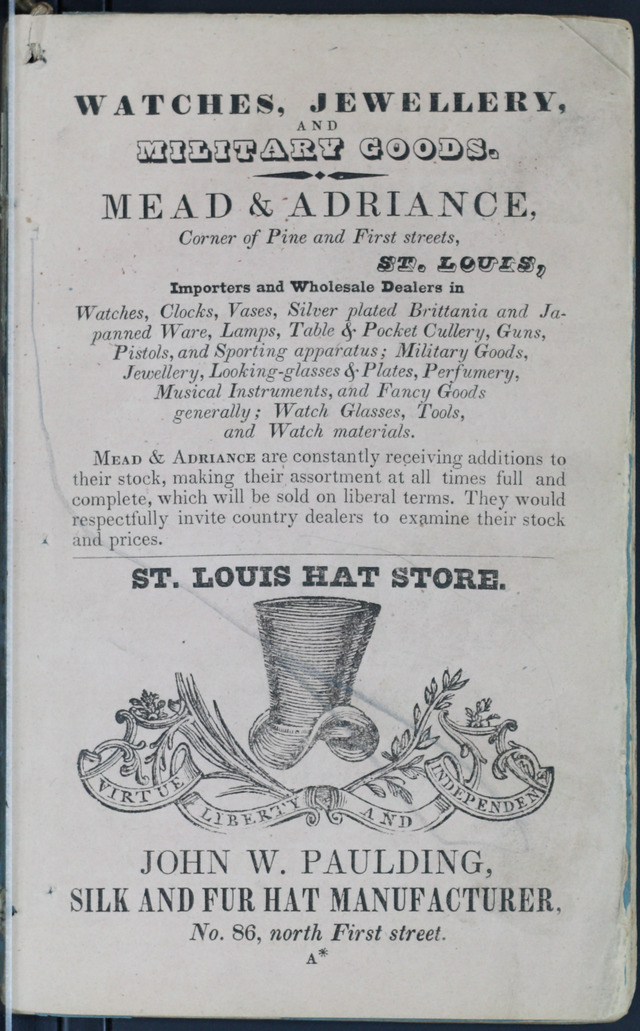 WATCHES, JEWELLERY,
AND
MILITARY GOODS.
MEAD & ADRIANCE,
Corner of Pine and First streets,
ST. LOUIS,
Importers and Wholesale Dealers in
Watches, Clocks, Vases, Silver plated Brittania and Ja-
panned Ware, Lamps, Table & Pocket Cullery, Guns,
Pistols, and Sporting apparatus; Military Goods,
Jewellery, Looking-glasses & Plates, Perfumery,
Musical Instruments, and Fancy Goods
generally; Watch Glasses, Tools,
and Watch materials.
MEAD & ADRIANCE are constantly receiving additions to
their stock, making their assortment at all times full and
complete, which will be sold on liberal terms. They would
respectfully invite country dealers to examine their stock
and prices.
ST. LOUIS HAT STORE.
VIRTUE LIBERTY AND INDEPENDEN
JOHN W. PAULDING,
SILK AND FUR HAT MANUFACTURER,
No. 86, north First street.
A*